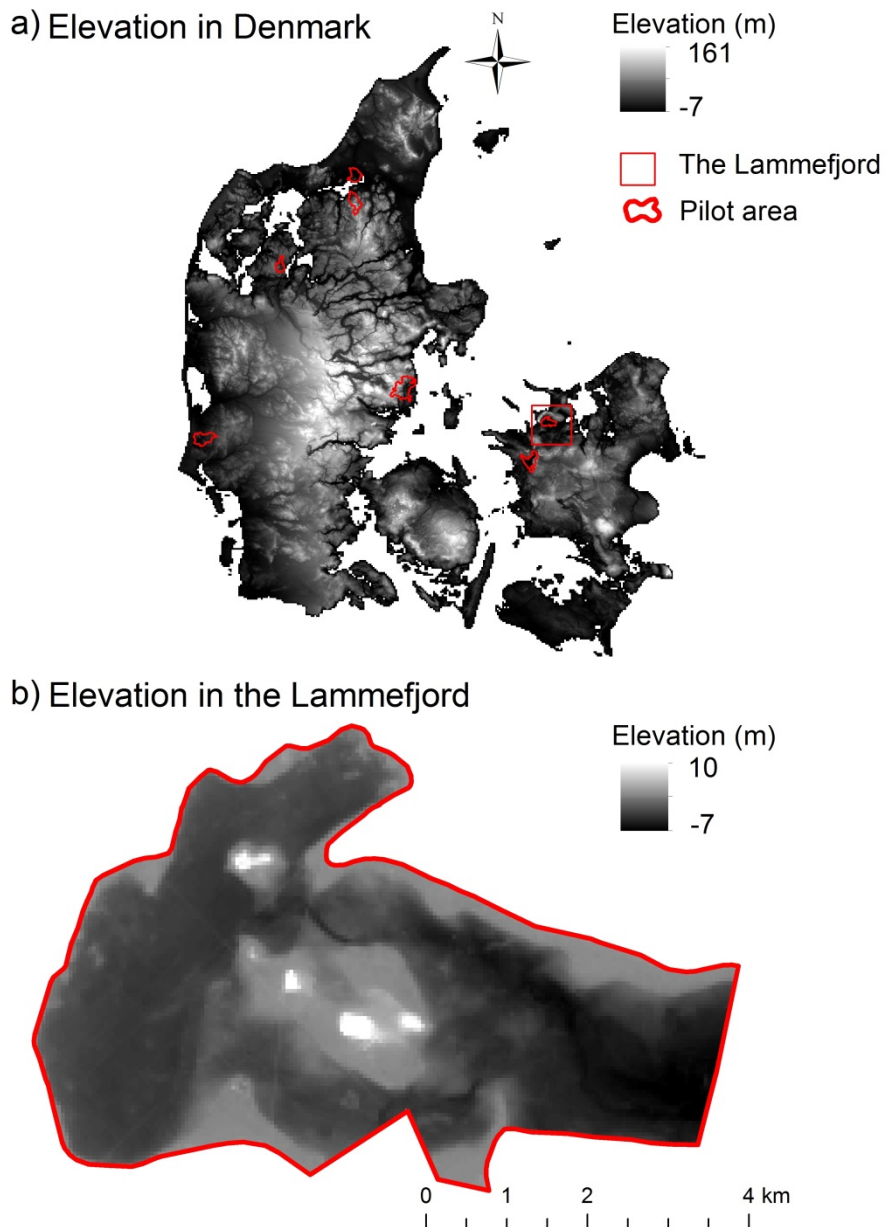 a) Elevation in Denmark
N
Elevation (m)
161
-7
The Lammefjord
Pilot area
b) Elevation in the Lammefjord
Elevation (m)
10
-7
0 1 2 4 km